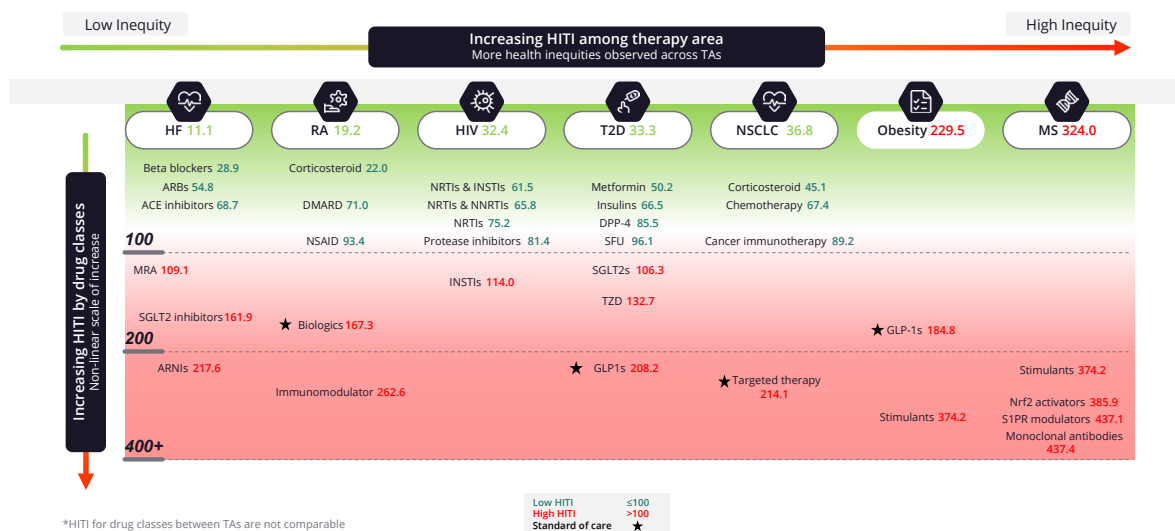 Low Inequity
Increasing HITI among therapy area
More health inequities observed across TAs
High Inequity
HF 11.1
RA 19.2
HIV 32.4
T2D 33.3
NSCLC 36.8
Obesity 229.5
MS 324.0
Increasing HITI by drug classes
Non-linear scale of increase
Beta blockers 28.9
ARBs 54.8
ACE inhibitors 68.7
100
MRA 109.1
SGLT2 inhibitors 161.9
200
ARNIs 217.6
400+
Corticosteroid 22.0
DMARD 71.0
NSAID 93.4
★ Biologics 167.3
Immunomodulator 262.6
NRTIs & INSTIs 61.5
NRTIs & NNRTIs 65.8
NRTIs 75.2
Protease inhibitors 81.4
INSTIs 114.0
Metformin 50.2
Insulins 66.5
DPP-4 85.5
SFU 96.1
SGLT2s 106.3
TZD 132.7
★ GLP1s 208.2
Corticosteroid 45.1
Chemotherapy 67.4
Cancer immunotherapy 89.2
★ Targeted therapy
214.1
★ GLP-1s 184.8
Stimulants 374.2
Stimulants 374.2
Nrf2 activators 385.9
S1PR modulators 437.1
Monoclonal antibodies
437.4
Low HITI ≤100
High HITI >100
Standard of care ★
*HITI for drug classes between TAs are not comparable